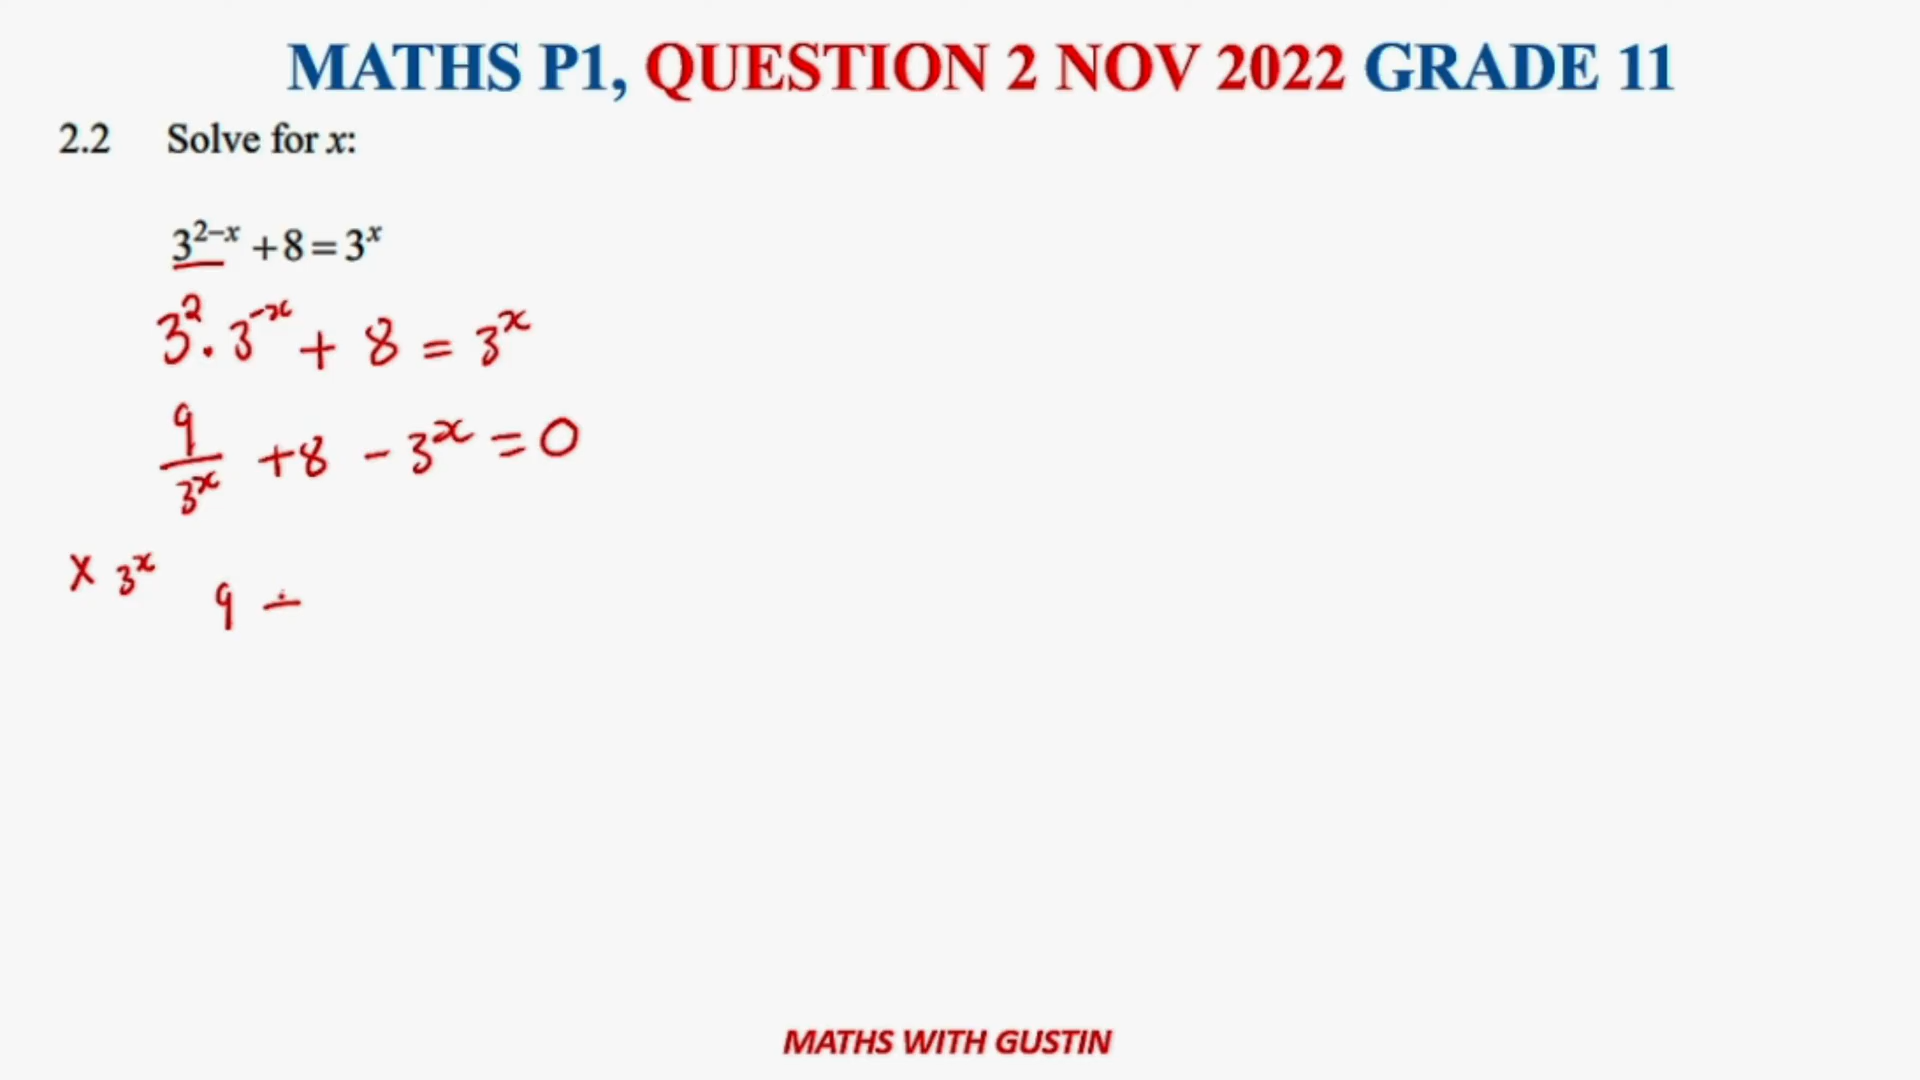 MATHS P1, QUESTION 2 NOV 2022 GRADE 11
2.2 Solve for x:
3^{2-x} + 8 = 3^x
3^2 . 3^{-x} + 8 = 3^x
9/3^x + 8 - 3^x = 0
× 3^x 9
MATHS WITH GUSTIN